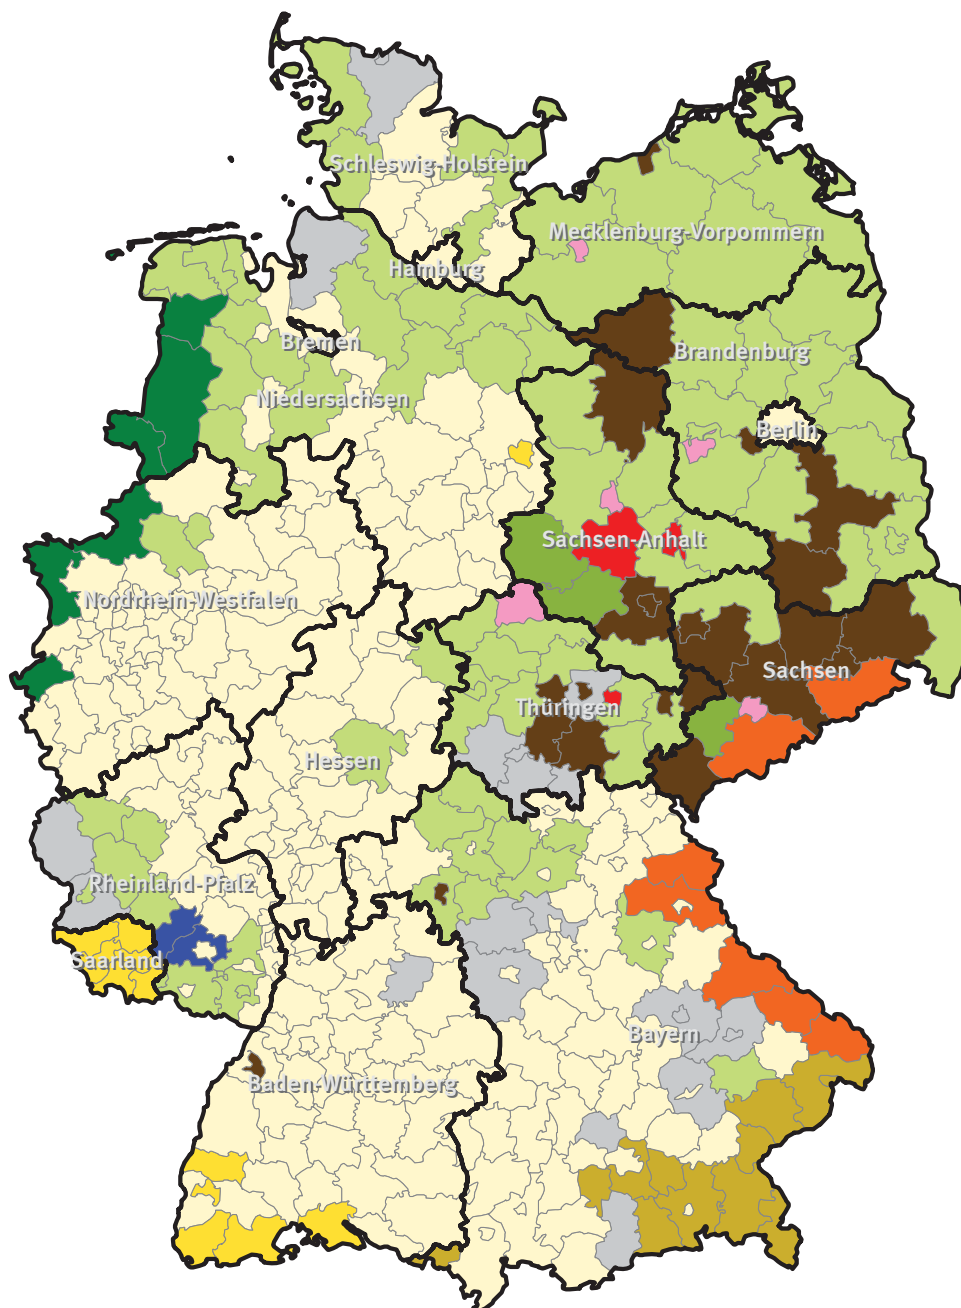 Schleswig-Holstein
Mecklenburg-Vorpommern
Hamburg
Bremen
Brandenburg
Niedersachsen
Berlin
Sachsen-Anhalt
Nordrhein-Westfalen
Sachsen
Thüringen
Hessen
Rheinland-Pfalz
Saarland
Bayern
Baden-Württemberg